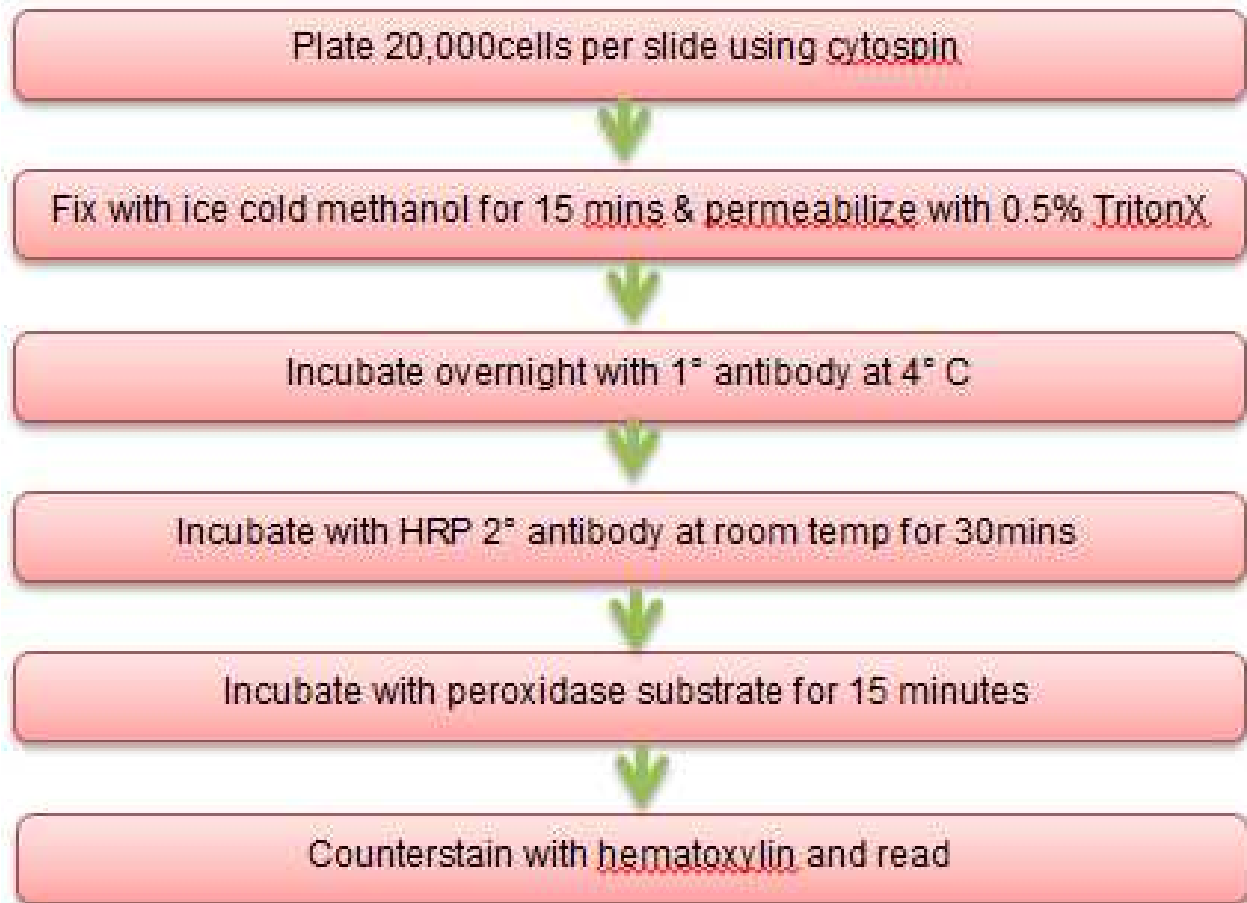 Plate 20,000cells per slide using cytospin
Fix with ice cold methanol for 15 mins & permeabilize with 0.5% TritonX
Incubate overnight with 1° antibody at 4° C
Incubate with HRP 2° antibody at room temp for 30mins
Incubate with peroxidase substrate for 15 minutes
Counterstain with hematoxylin and read